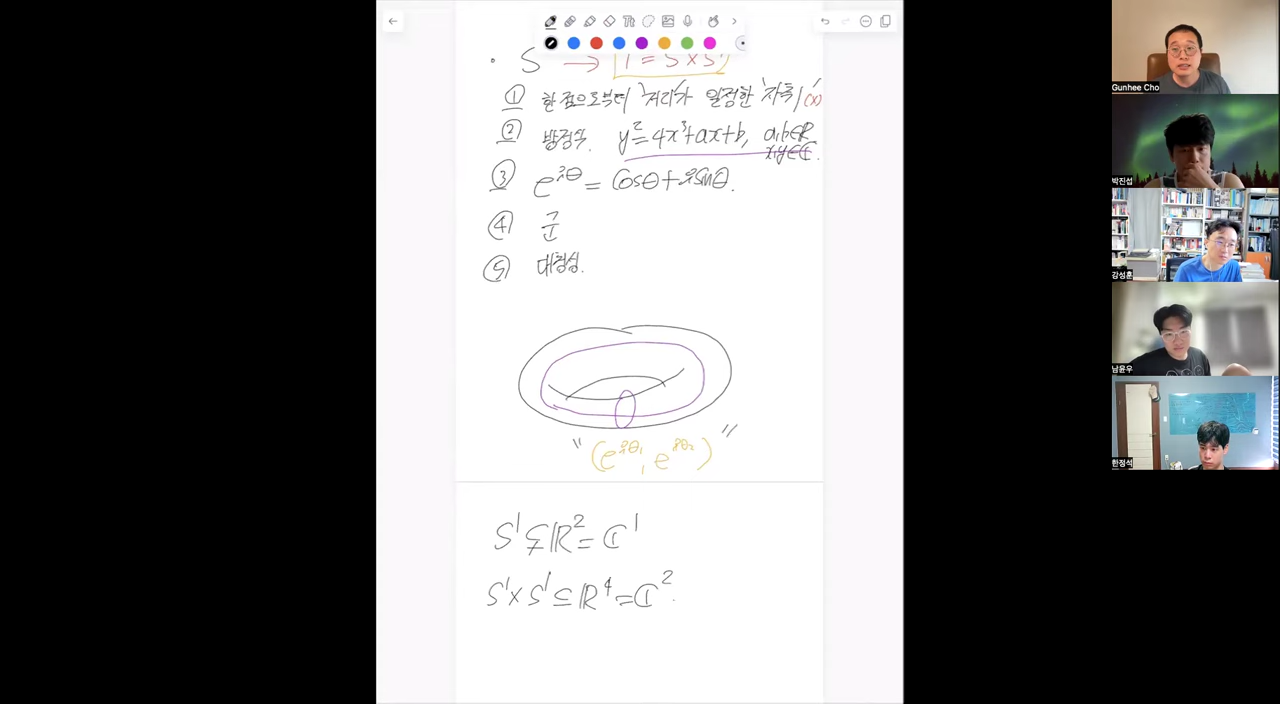 · S → T = S × S
① 한 점으로부터 '거리'가 일정한 '자취' (x)
② 방정식. y² = 4x³ + ax + b, a,b∈ℝ
x,y∈ℂ.
③ e^{iθ} = cosθ + i sinθ.
④ 군
⑤ 대칭성.
" (e^{iθ₁}, e^{iθ₂}) "
S¹ ⊊ ℝ² = ℂ¹
S¹ × S¹ ⊆ ℝ⁴ = ℂ².
Tt
Gunhee Cho
박진섭
강성훈
남윤우
한정석